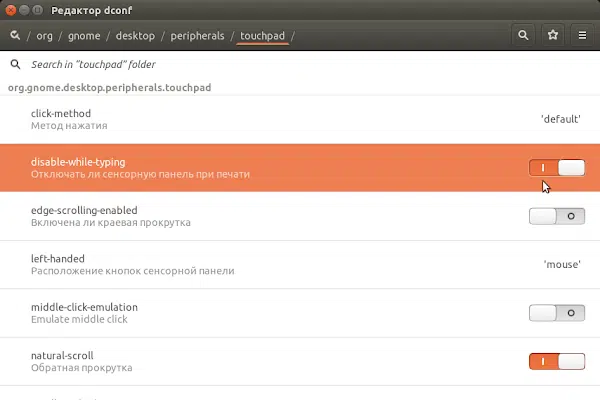 Редактор dconf
/ org / gnome / desktop / peripherals / touchpad /
Search in "touchpad" folder
org.gnome.desktop.peripherals.touchpad
click-method
Метод нажатия
'default'
disable-while-typing
Отключать ли сенсорную панель при печати
edge-scrolling-enabled
Включена ли краевая прокрутка
left-handed
Расположение кнопок сенсорной панели
'mouse'
middle-click-emulation
Emulate middle click
natural-scroll
Обратная прокрутка